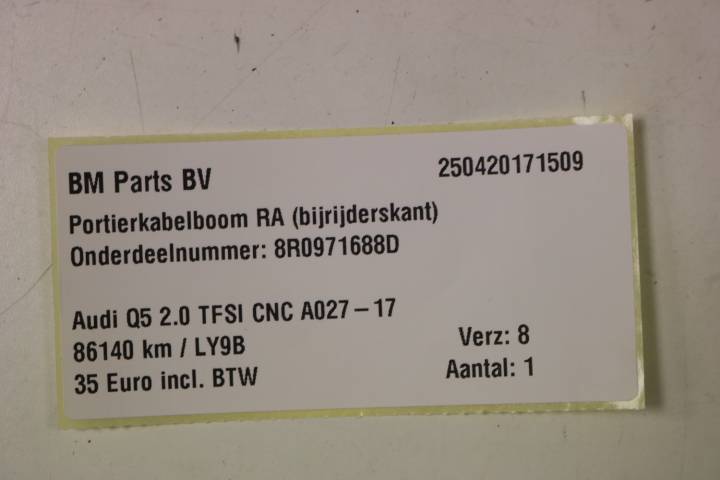 BM Parts BV 250420171509
Portierkabelboom RA (bijrijderskant)
Onderdeelnummer: 8R0971688D
Audi Q5 2.0 TFSI CNC A027-17
86140 km / LY9B Verz: 8
35 Euro incl. BTW Aantal: 1